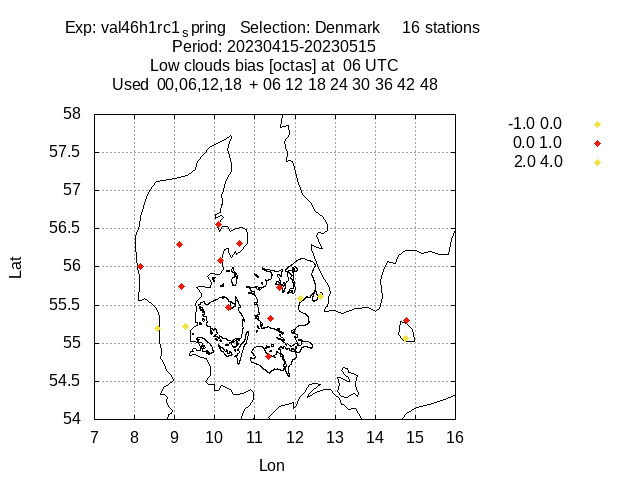 Exp: val46h1rc1spring Selection: Denmark 16 stations
Period: 20230415-20230515
Low clouds bias [octas] at 06 UTC
Used 00,06,12,18 + 06 12 18 24 30 36 42 48
-1.0 0.0
0.0 1.0
2.0 4.0
58
57.5
57
56.5
56
55.5
55
54.5
54
Lat
7 8 9 10 11 12 13 14 15 16
Lon